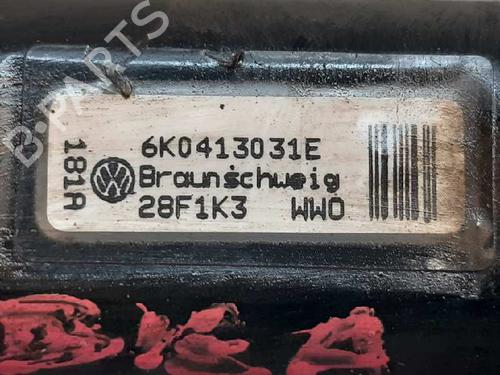 6K0413031E
Braunschweig
28F1K3 WWO
181A
B-PARTS